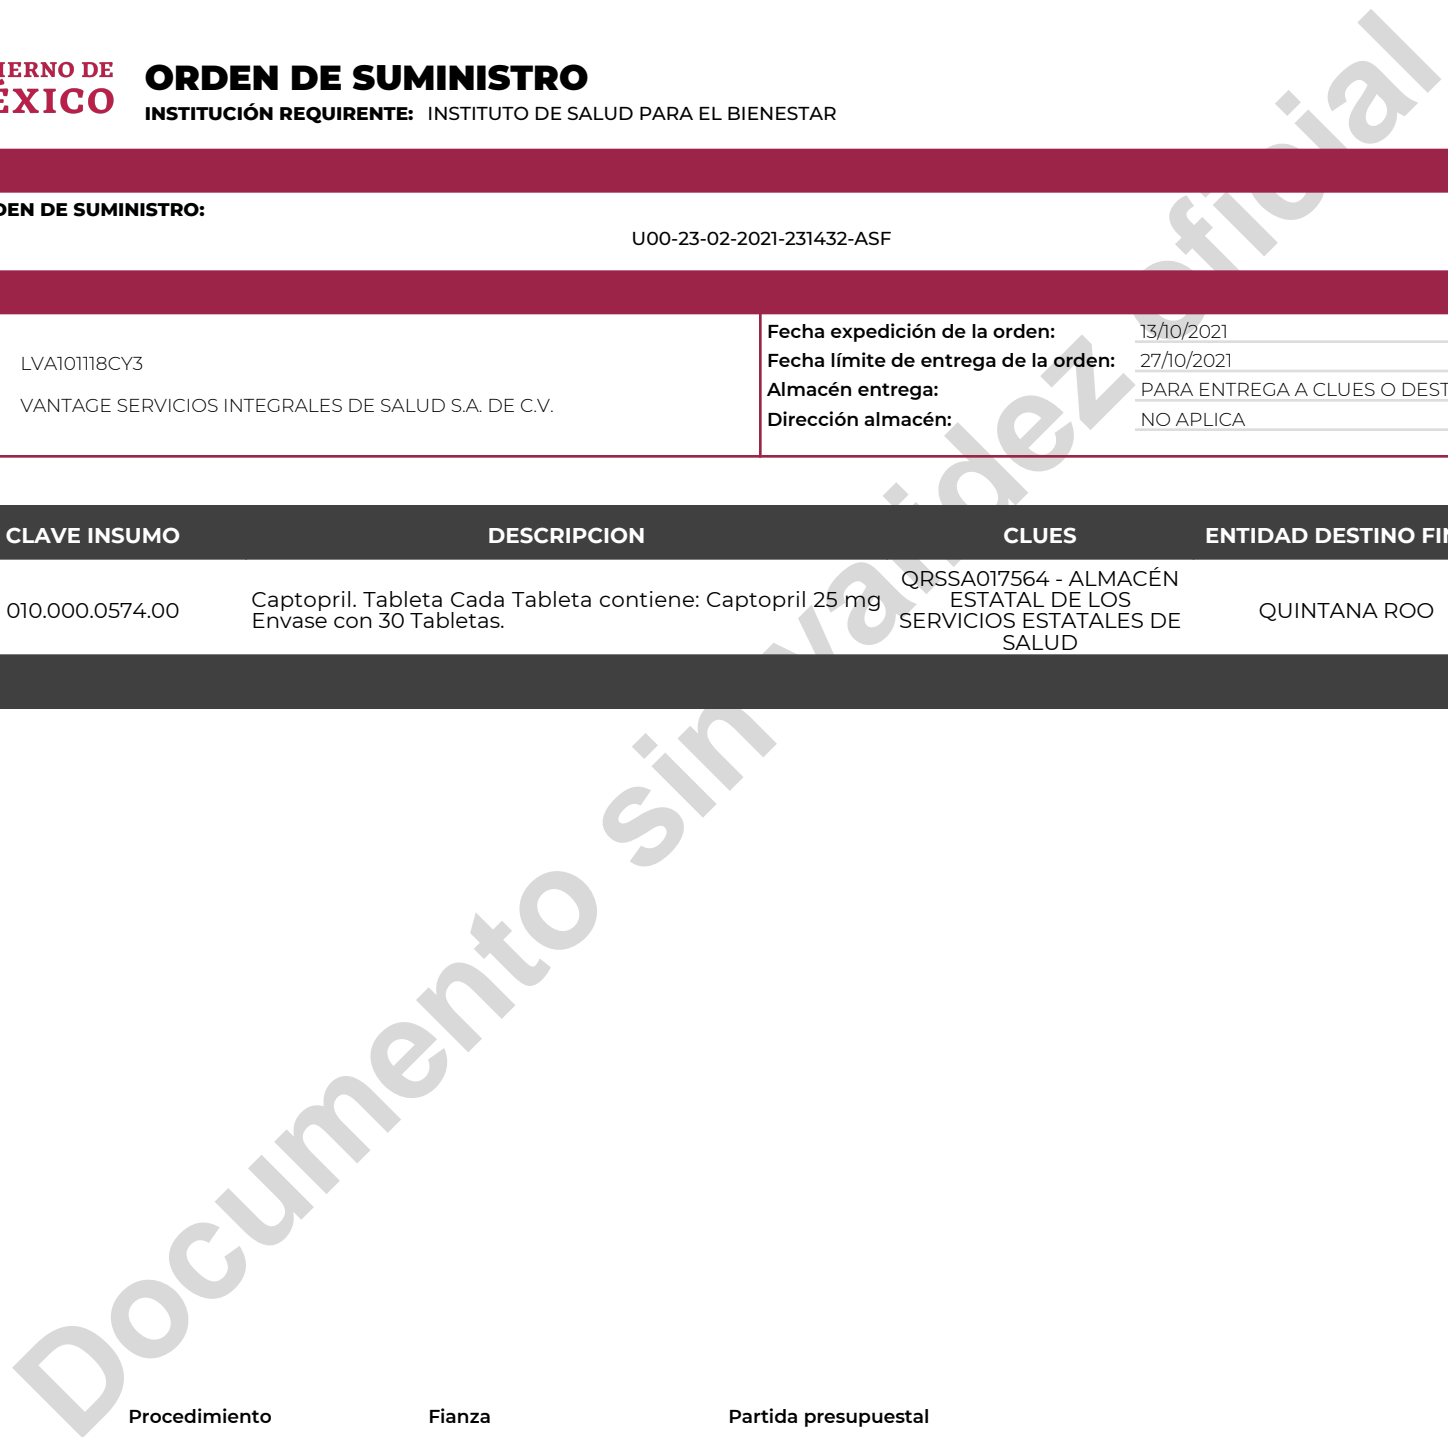 IERNO DE
ÉXICO
ORDEN DE SUMINISTRO
INSTITUCIÓN REQUIRENTE: INSTITUTO DE SALUD PARA EL BIENESTAR
DEN DE SUMINISTRO:
U00-23-02-2021-231432-ASF
LVA101118CY3
VANTAGE SERVICIOS INTEGRALES DE SALUD S.A. DE C.V.
Fecha expedición de la orden: 13/10/2021
Fecha límite de entrega de la orden: 27/10/2021
Almacén entrega: PARA ENTREGA A CLUES O DEST
Dirección almacén: NO APLICA
CLAVE INSUMO DESCRIPCION CLUES ENTIDAD DESTINO FIN
010.000.0574.00
Captopril. Tableta Cada Tableta contiene: Captopril 25 mg
Envase con 30 Tabletas.
QRSSA017564 - ALMACÉN
ESTATAL DE LOS
SERVICIOS ESTATALES DE
SALUD
QUINTANA ROO
Documento sin validez oficial
Procedimiento Fianza Partida presupuestal